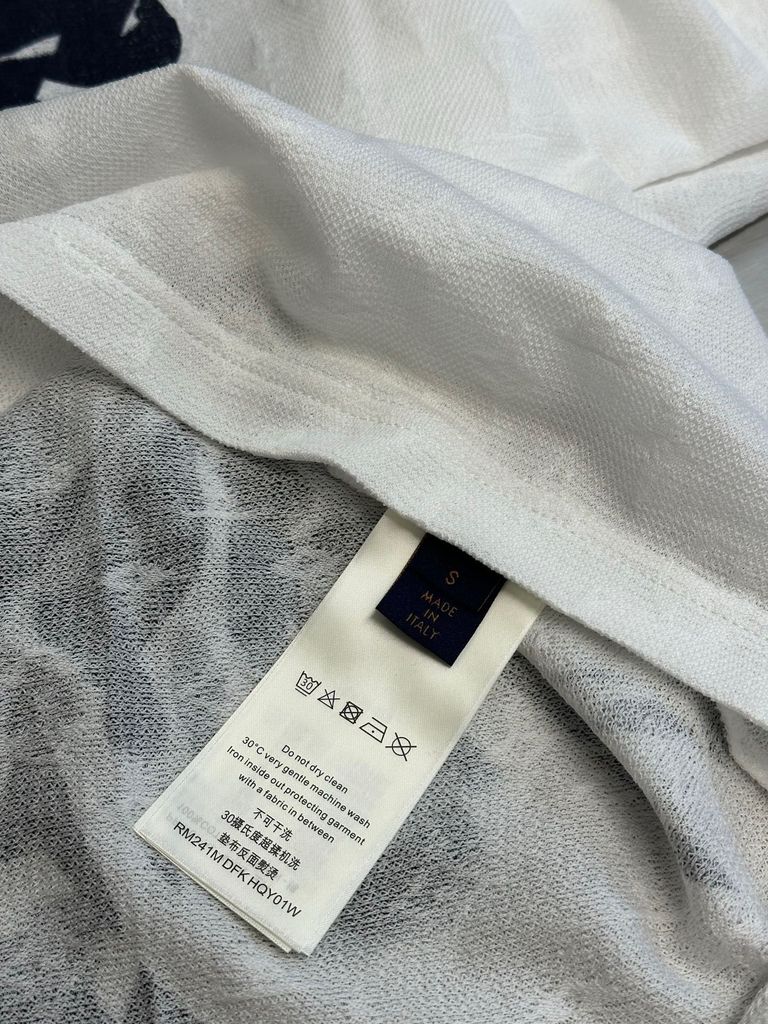 S
MADE
IN
ITALY
30
Do not dry clean
30°C very gentle machine wash
Iron inside out protecting garment
with a fabric in between
不可干洗
30摄氏度超揉机洗
垫布反面熨烫
RM241M DFK HQY01W